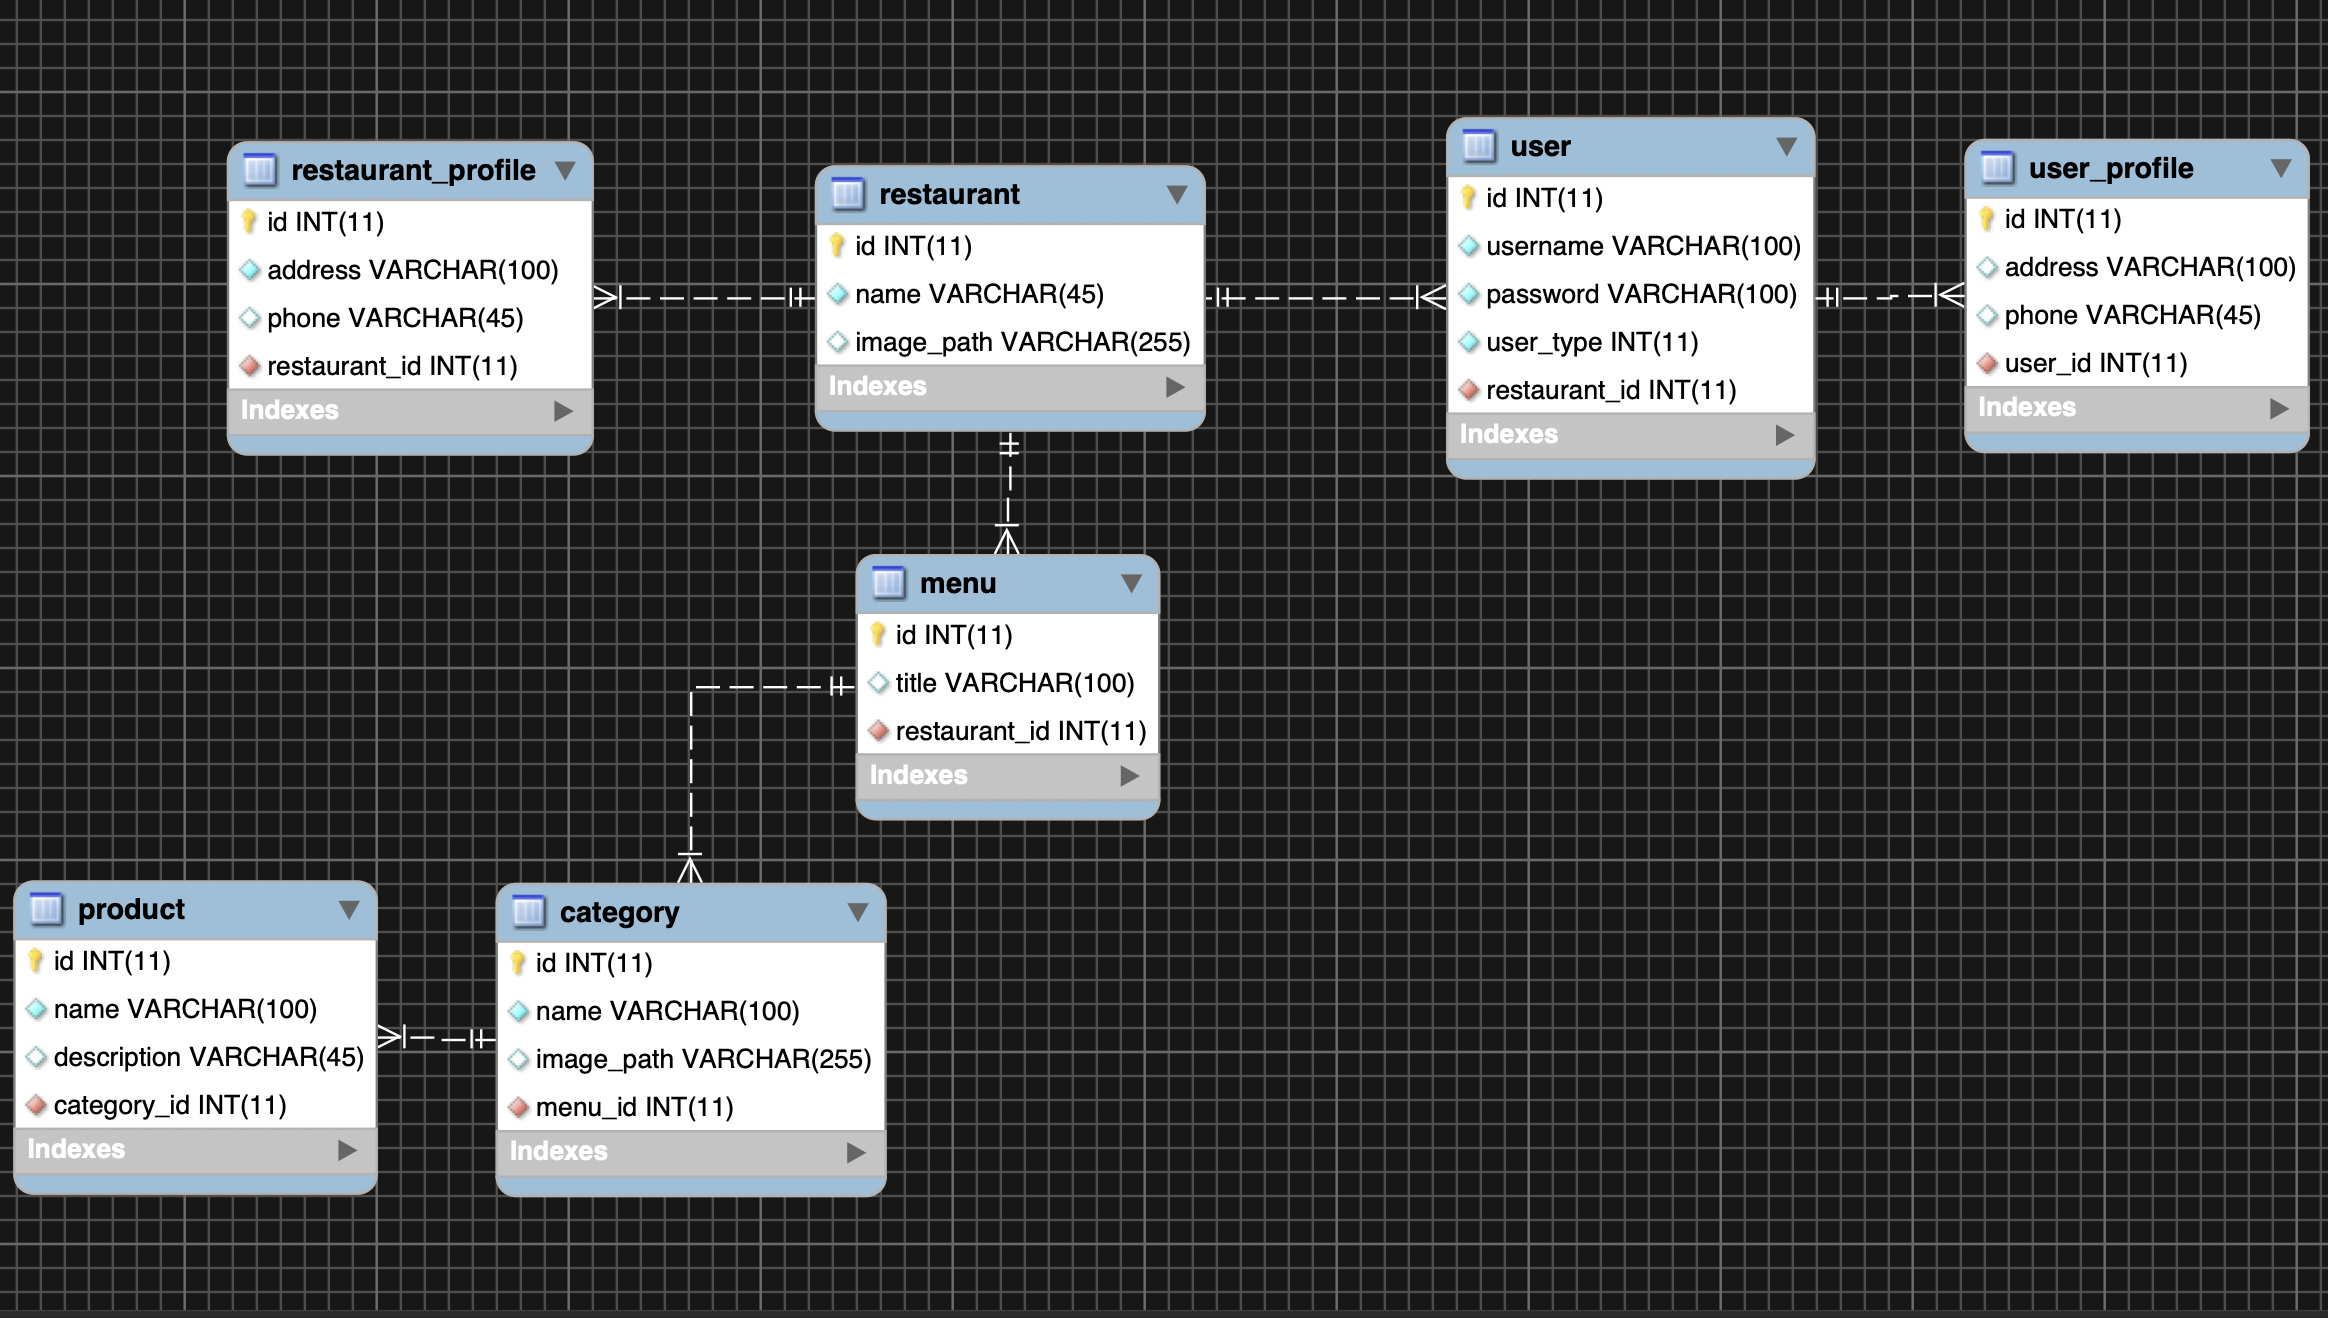 restaurant_profile
id INT(11)
address VARCHAR(100)
phone VARCHAR(45)
restaurant_id INT(11)
Indexes
restaurant
id INT(11)
name VARCHAR(45)
image_path VARCHAR(255)
Indexes
user
id INT(11)
username VARCHAR(100)
password VARCHAR(100)
user_type INT(11)
restaurant_id INT(11)
Indexes
user_profile
id INT(11)
address VARCHAR(100)
phone VARCHAR(45)
user_id INT(11)
Indexes
menu
id INT(11)
title VARCHAR(100)
restaurant_id INT(11)
Indexes
product
id INT(11)
name VARCHAR(100)
description VARCHAR(45)
category_id INT(11)
Indexes
category
id INT(11)
name VARCHAR(100)
image_path VARCHAR(255)
menu_id INT(11)
Indexes